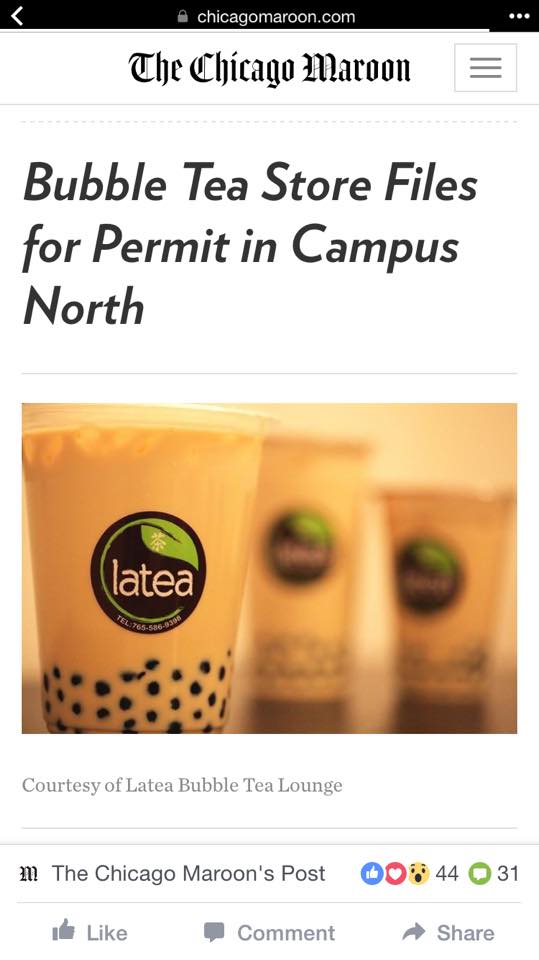 chicagomaroon.com
The Chicago Maroon
Bubble Tea Store Files
for Permit in Campus
North
茶
latea
TEL:765-586-9398
Courtesy of Latea Bubble Tea Lounge
M The Chicago Maroon's Post 44 31
Like Comment Share